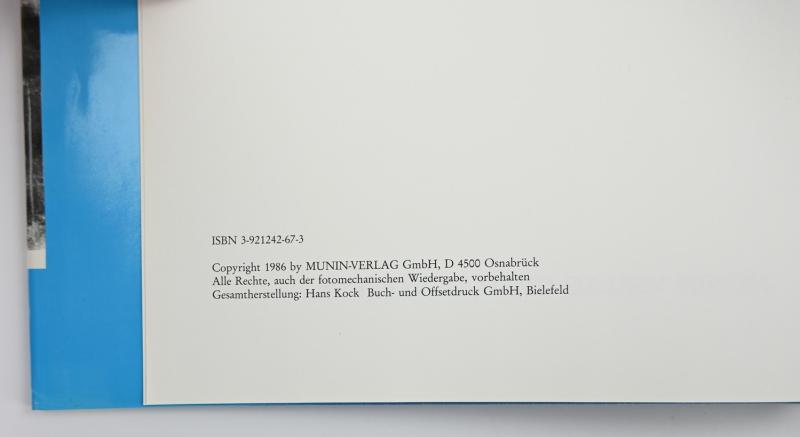 ISBN 3-921242-67-3
Copyright 1986 by MUNIN-VERLAG GmbH, D 4500 Osnabrück
Alle Rechte, auch der fotomechanischen Wiedergabe, vorbehalten
Gesamtherstellung: Hans Kock Buch- und Offsetdruck GmbH, Bielefeld